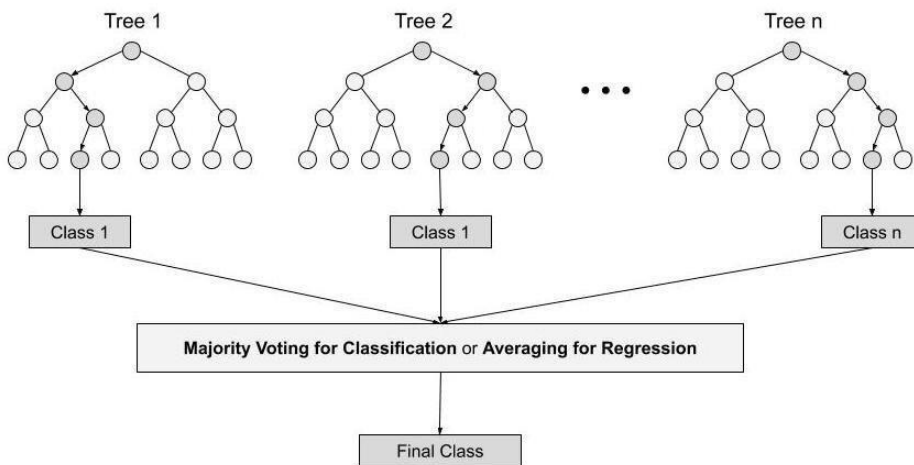 Tree 1
Tree 2
Tree n
Class 1
Class 1
Class n
Majority Voting for Classification or Averaging for Regression
Final Class